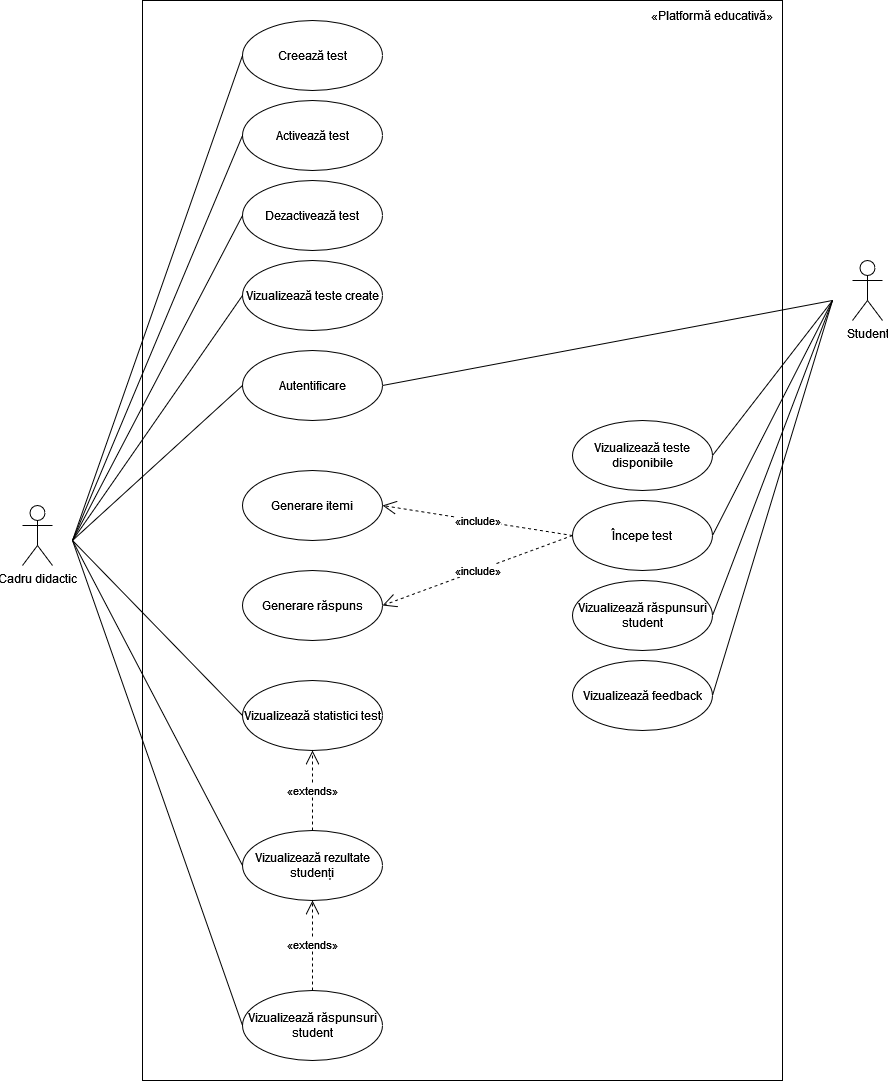 «Platformă educativă»
Creează test
Activează test
Dezactivează test
Vizualizează teste create
Student
Autentificare
Vizualizează teste
disponibile
Generare itemi
«include»
Începe test
Cadru didactic
«include»
Generare răspuns
Vizualizează răspunsuri
student
Vizualizează feedback
Vizualizează statistici test
«extends»
Vizualizează rezultate
studenți
«extends»
Vizualizează răspunsuri
student